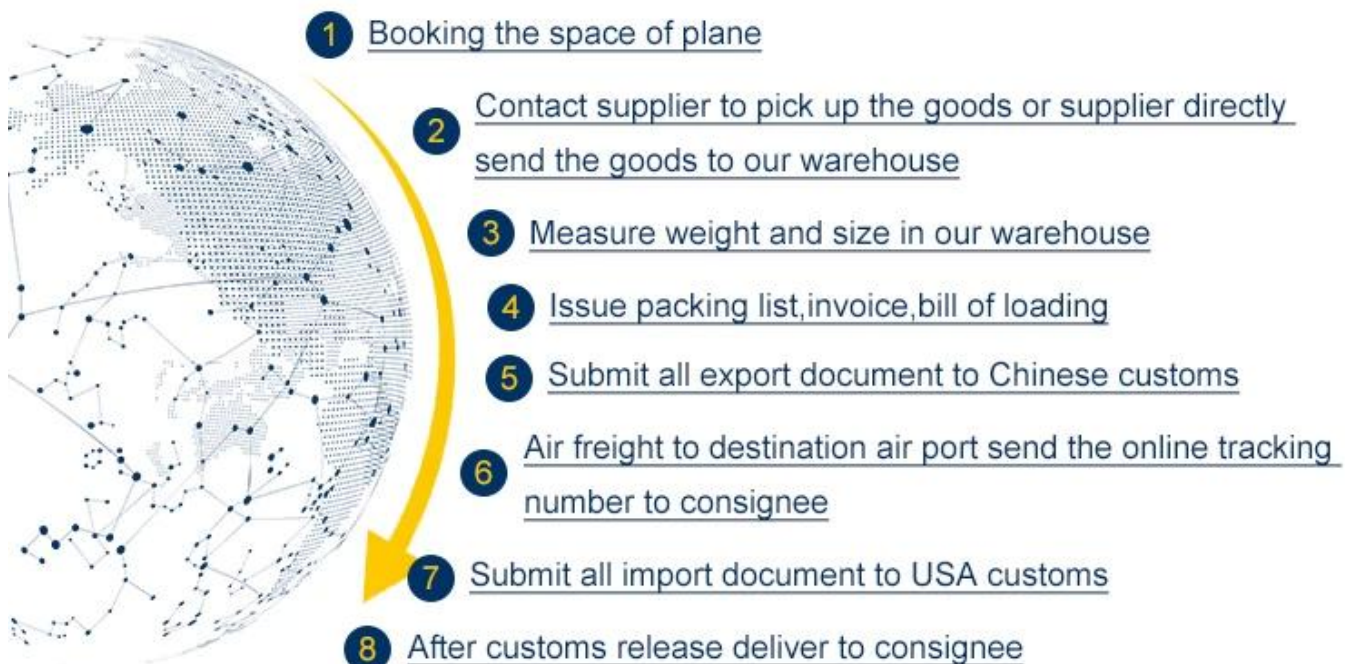 1 Booking the space of plane
2 Contact supplier to pick up the goods or supplier directly
send the goods to our warehouse
3 Measure weight and size in our warehouse
4 Issue packing list,invoice,bill of loading
5 Submit all export document to Chinese customs
6 Air freight to destination air port send the online tracking
number to consignee
7 Submit all import document to USA customs
8 After customs release deliver to consignee